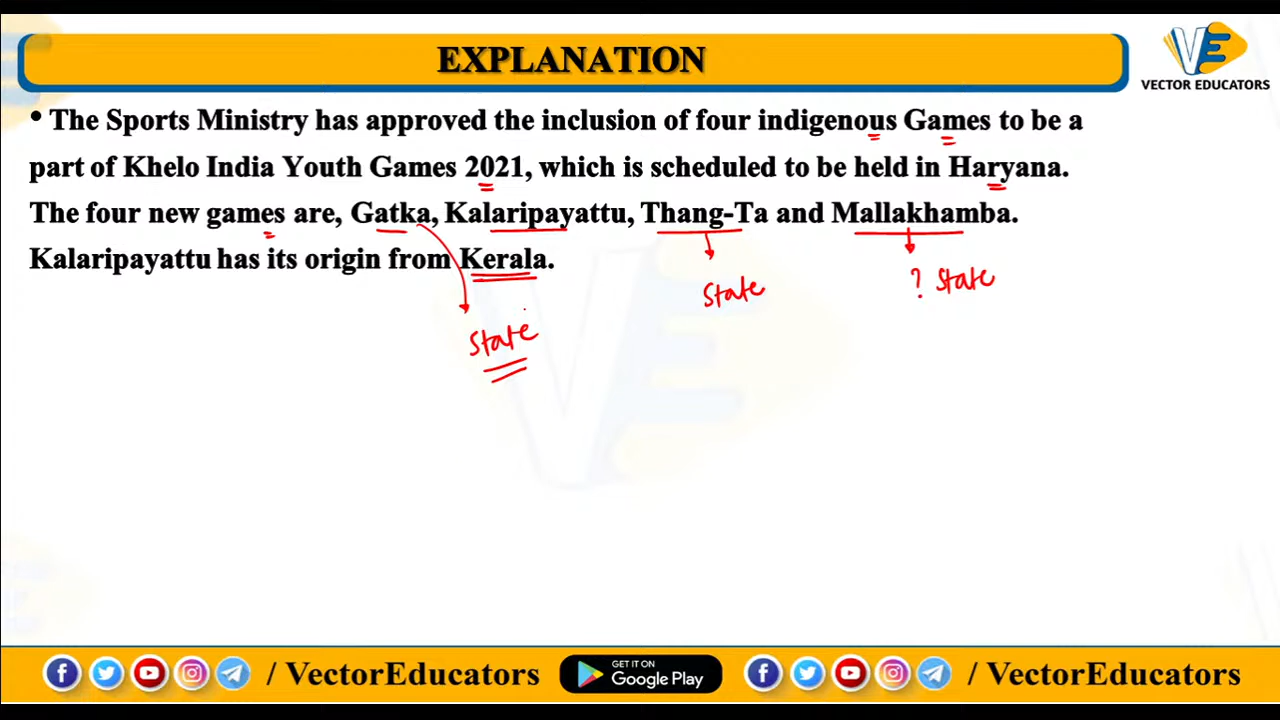 EXPLANATION
VE
VECTOR EDUCATORS
• The Sports Ministry has approved the inclusion of four indigenous Games to be a
part of Khelo India Youth Games 2021, which is scheduled to be held in Haryana.
The four new games are, Gatka, Kalaripayattu, Thang-Ta and Mallakhamba.
Kalaripayattu has its origin from Kerala.
State
? State
State
/ VectorEducators
GET IT ON
Google Play
/ VectorEducators